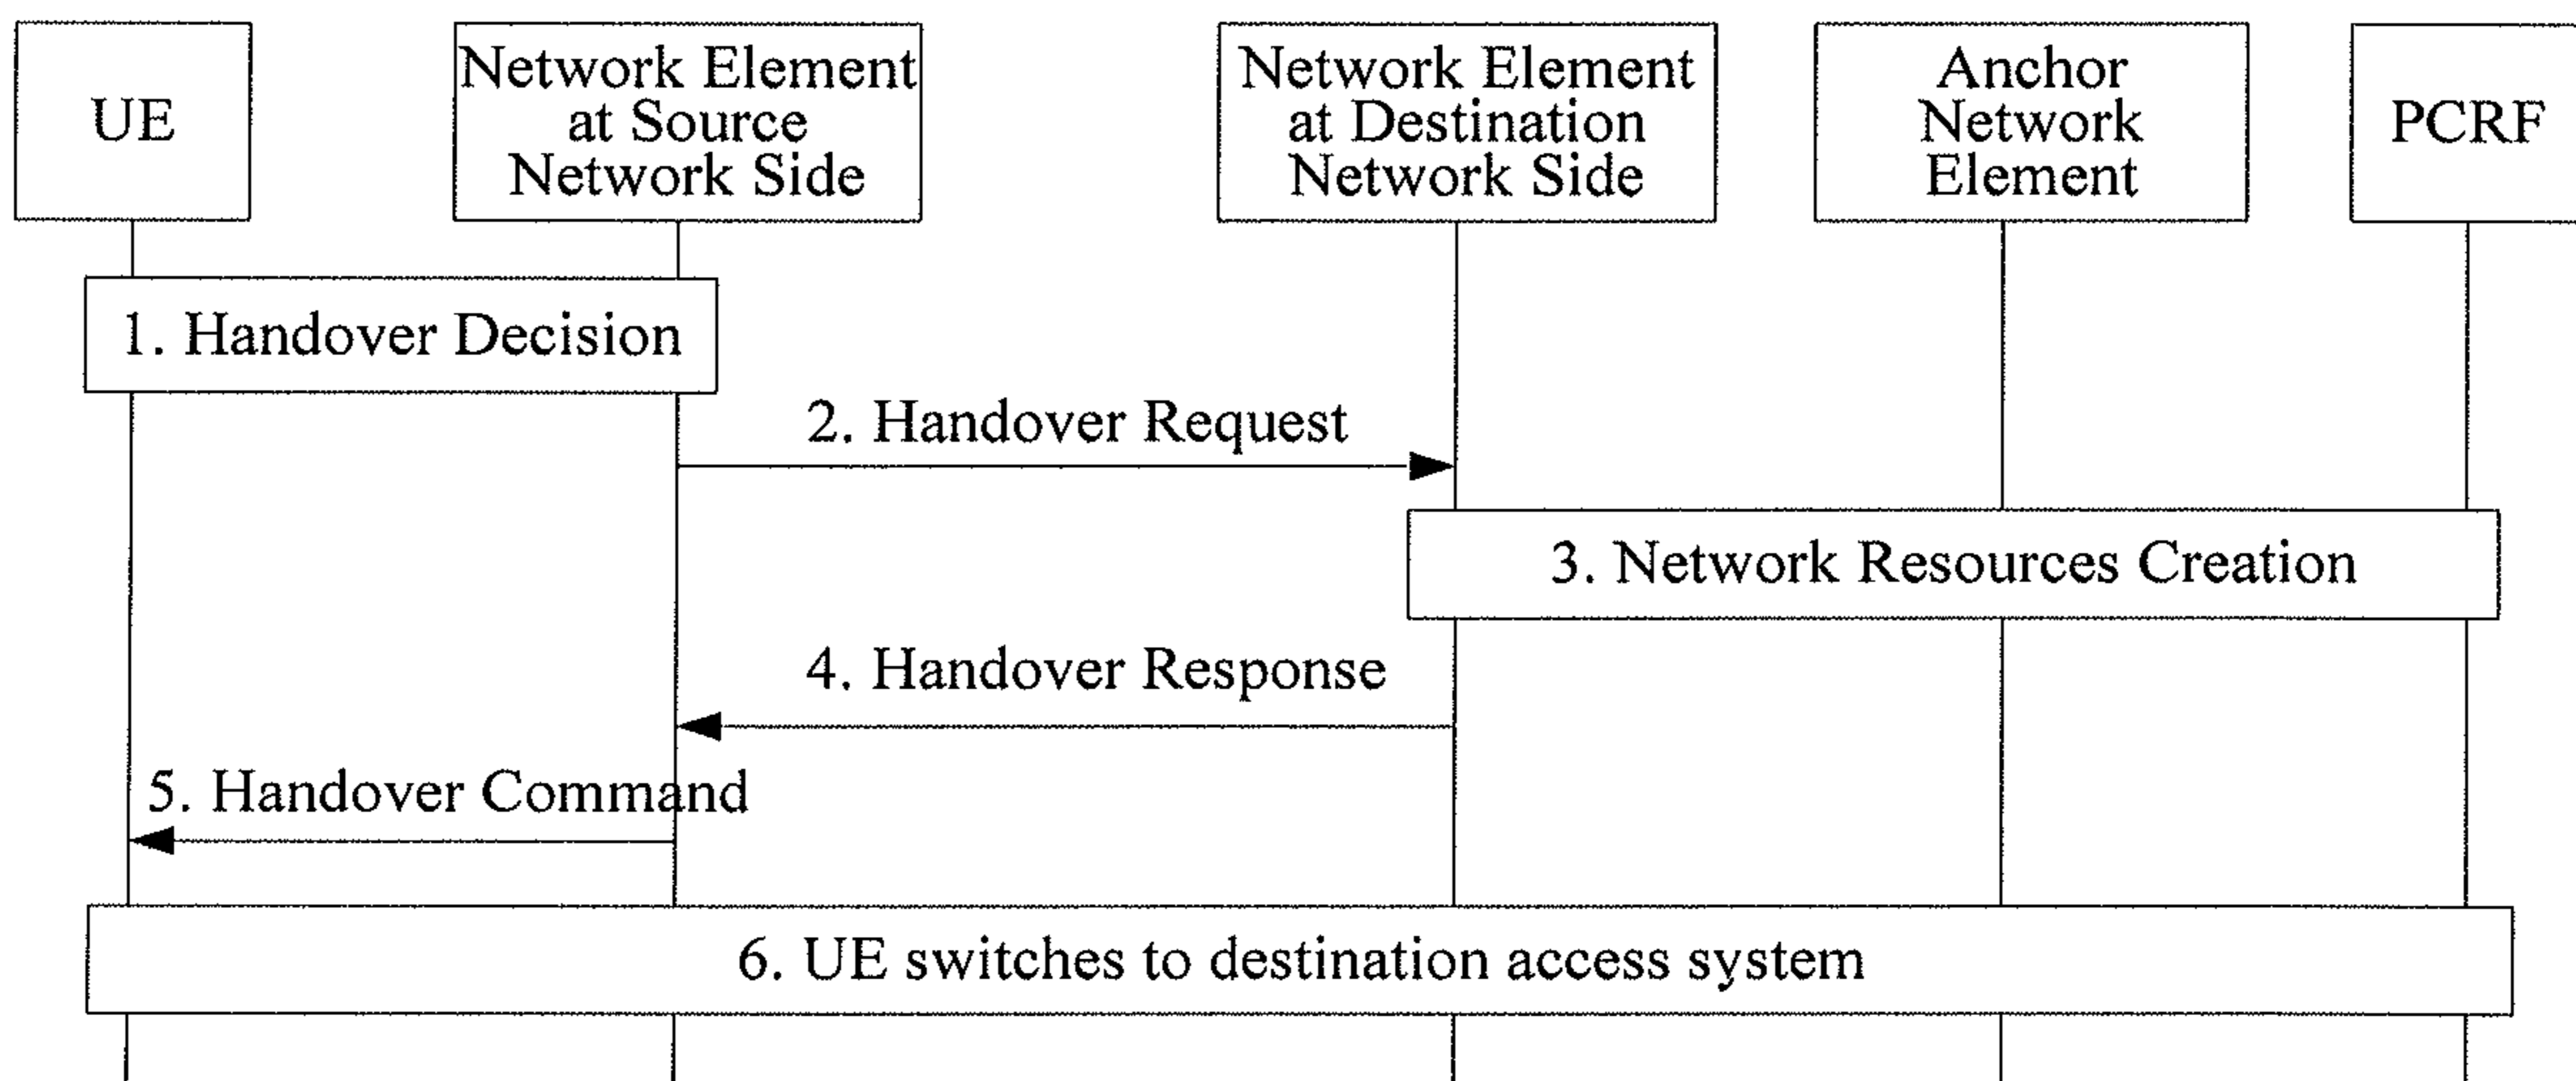 UE
Network Element
at Source
Network Side
Network Element
at Destination
Network Side
Anchor
Network
Element
PCRF
1. Handover Decision
2. Handover Request
3. Network Resources Creation
4. Handover Response
5. Handover Command
6. UE switches to destination access system